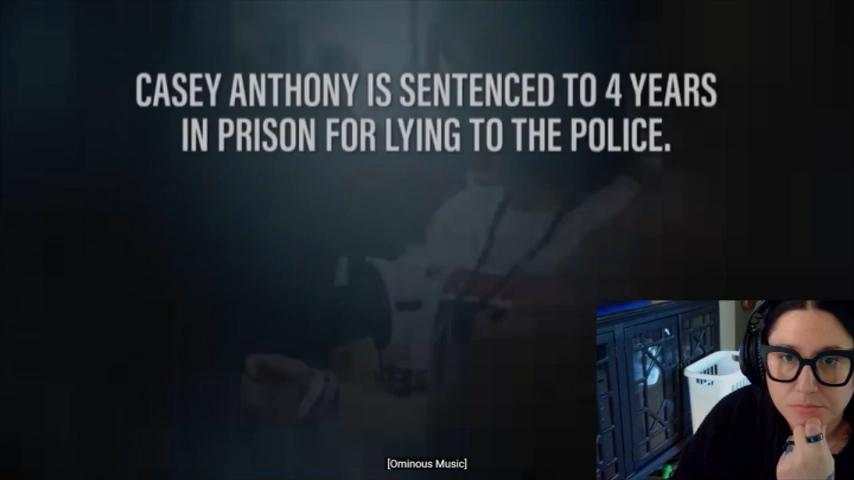 CASEY ANTHONY IS SENTENCED TO 4 YEARS
IN PRISON FOR LYING TO THE POLICE.
[Ominous Music]